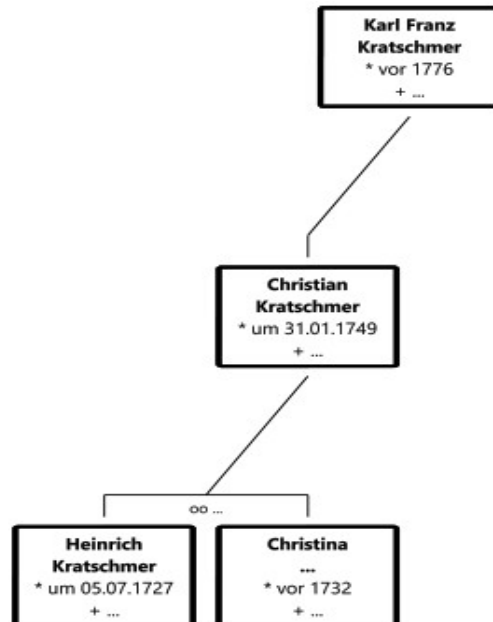 Karl Franz
Kratschmer
* vor 1776
+ ...
Christian
Kratschmer
* um 31.01.1749
+ ...
oo ...
Heinrich
Kratschmer
* um 05.07.1727
+ ...
Christina
...
* vor 1732
+ ...